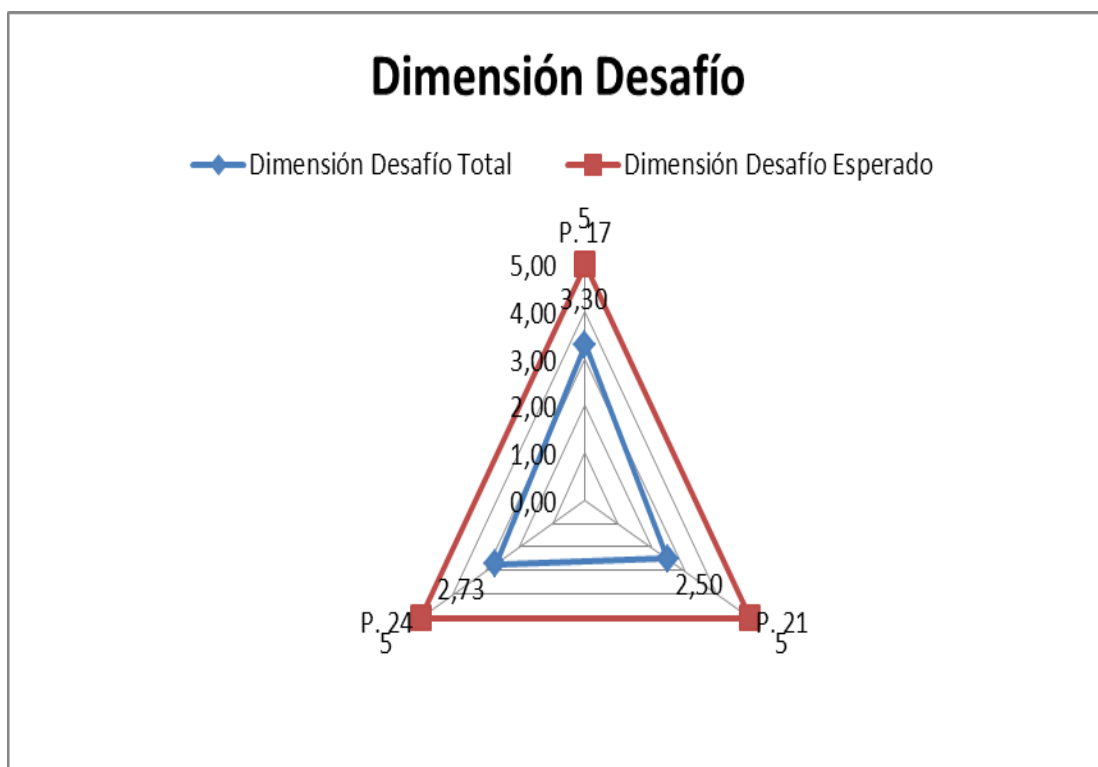 Dimensión Desafío
Dimensión Desafío Total
Dimensión Desafío Esperado
5
P. 17
5,00
3,30
4,00
3,00
2,00
1,00
0,00
2,73
2,50
P. 24
P. 21
5
5